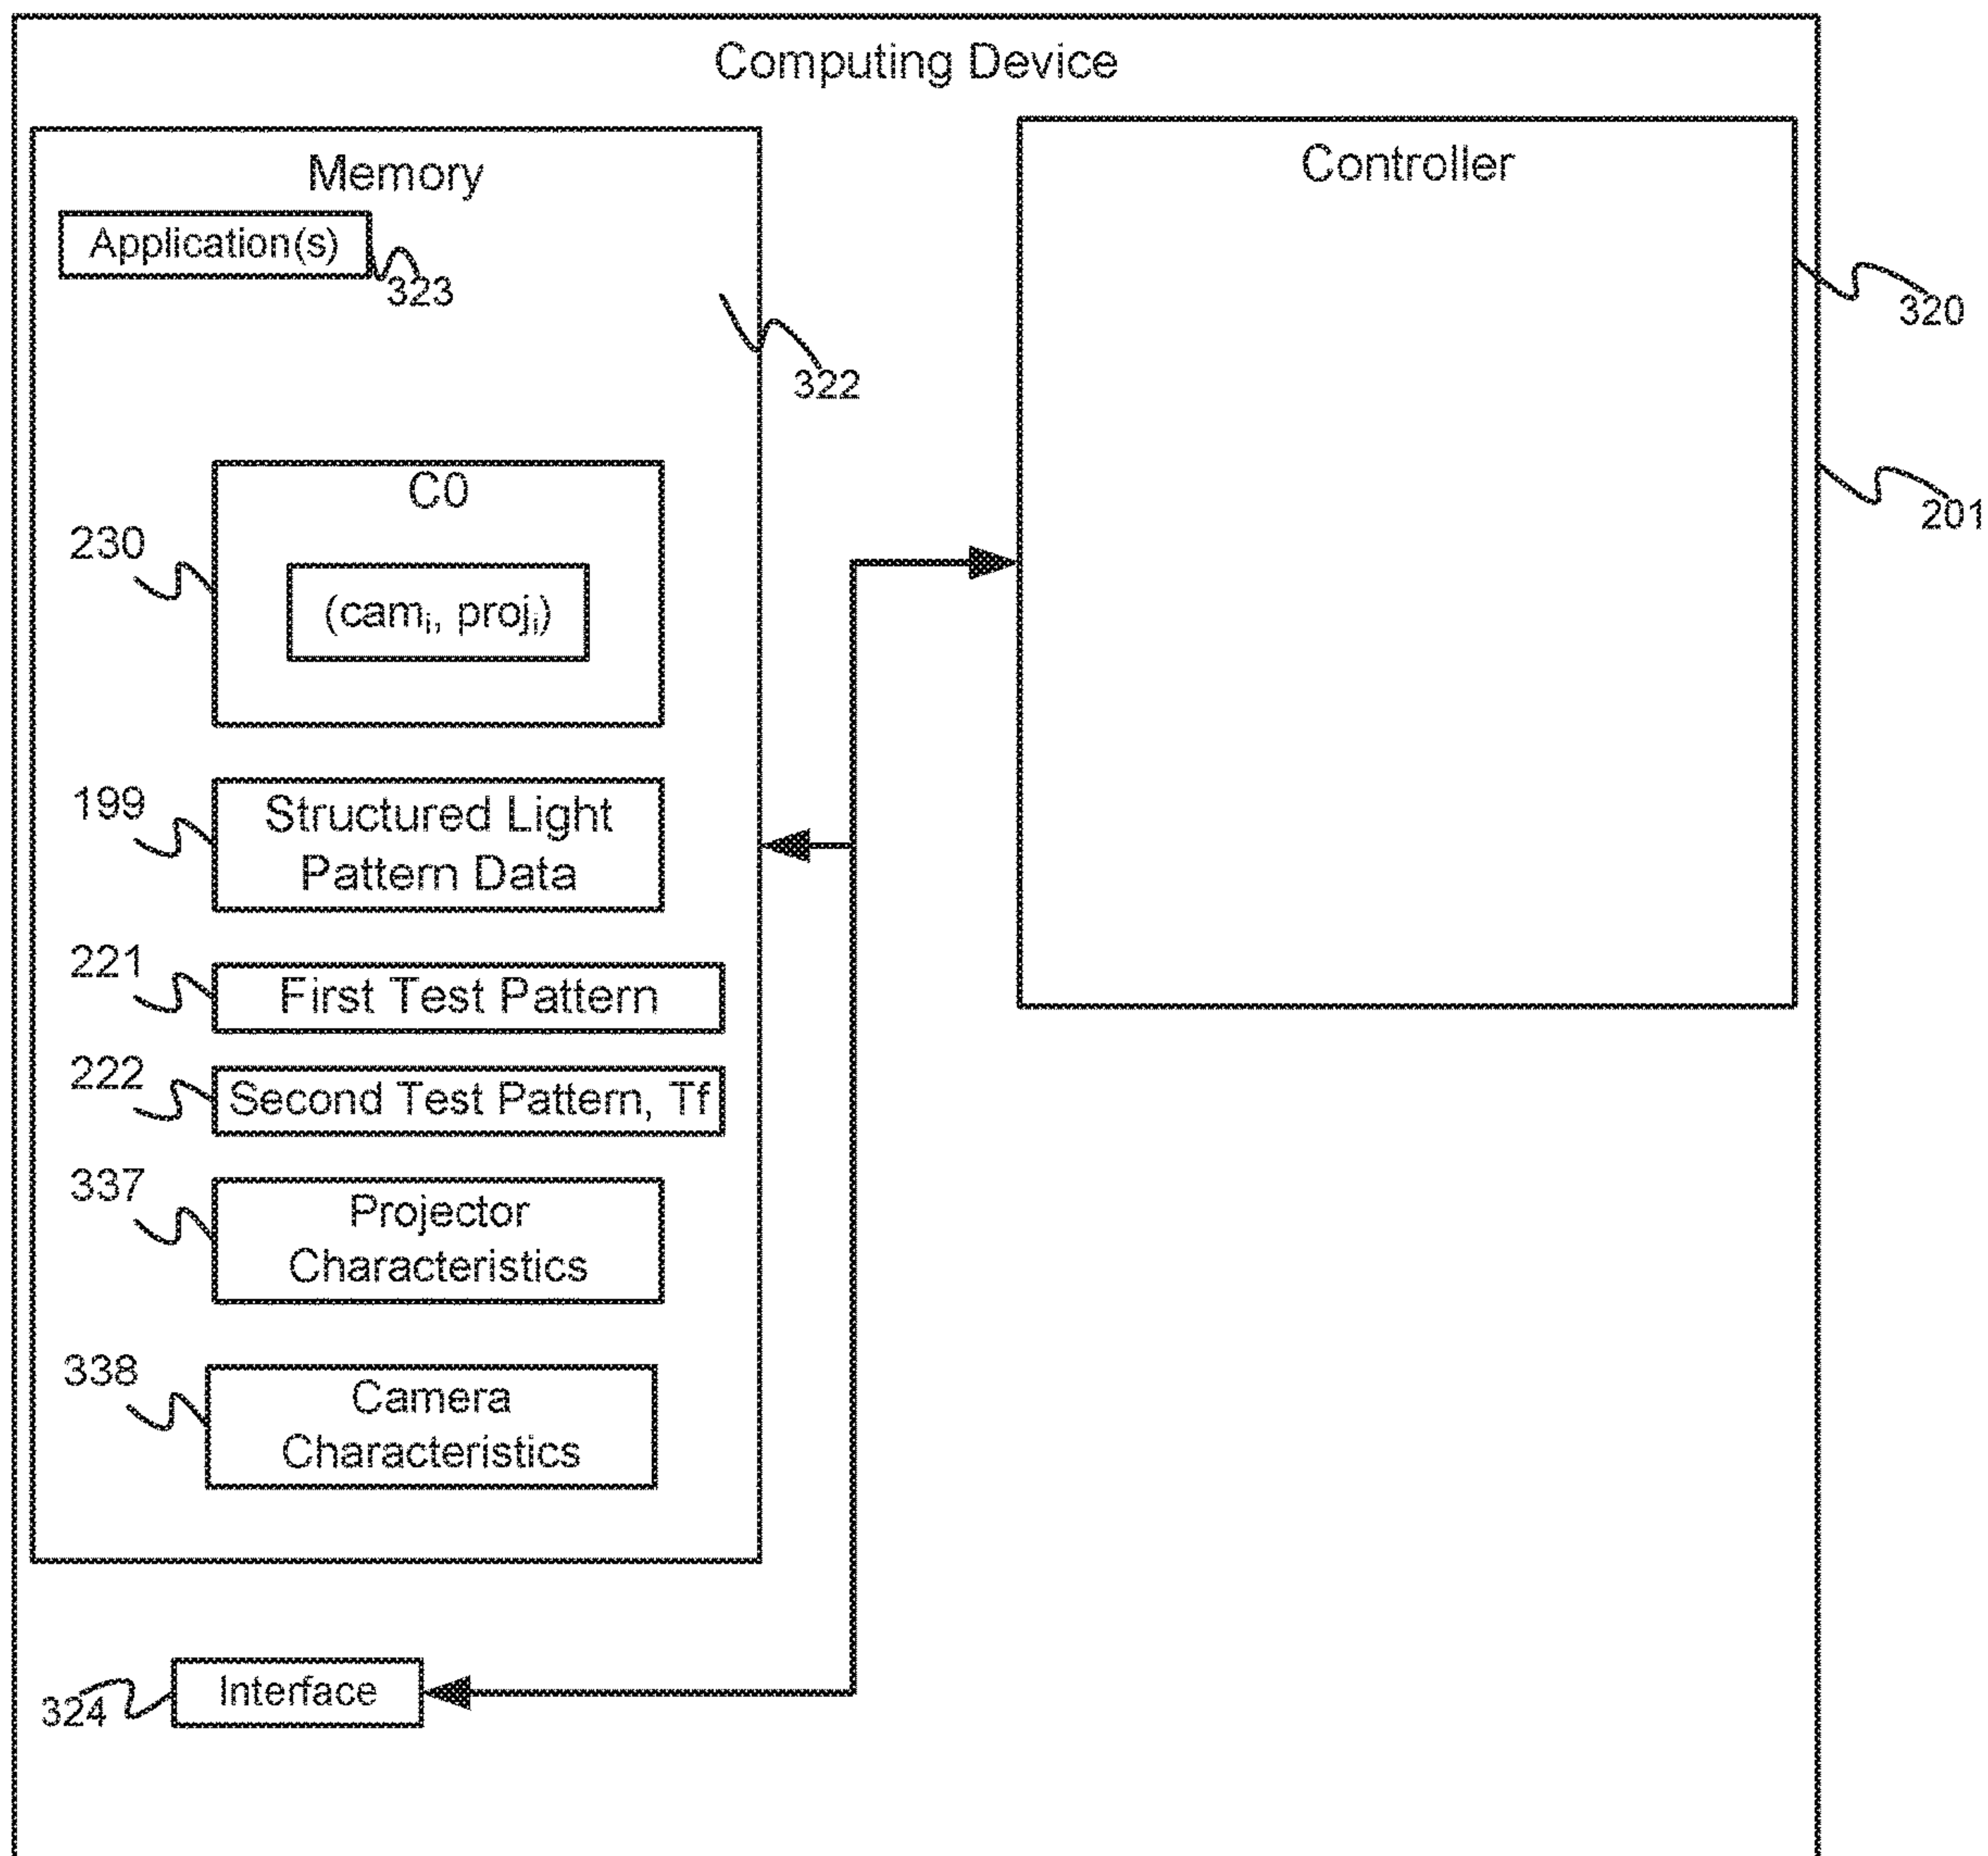 Computing Device
Memory
Controller
Application(s)
323
320
322
C0
230
201
(camᵢ, projᵢ)
199
Structured Light
Pattern Data
221
First Test Pattern
222
Second Test Pattern, Tf
337
Projector
Characteristics
338
Camera
Characteristics
Interface
324